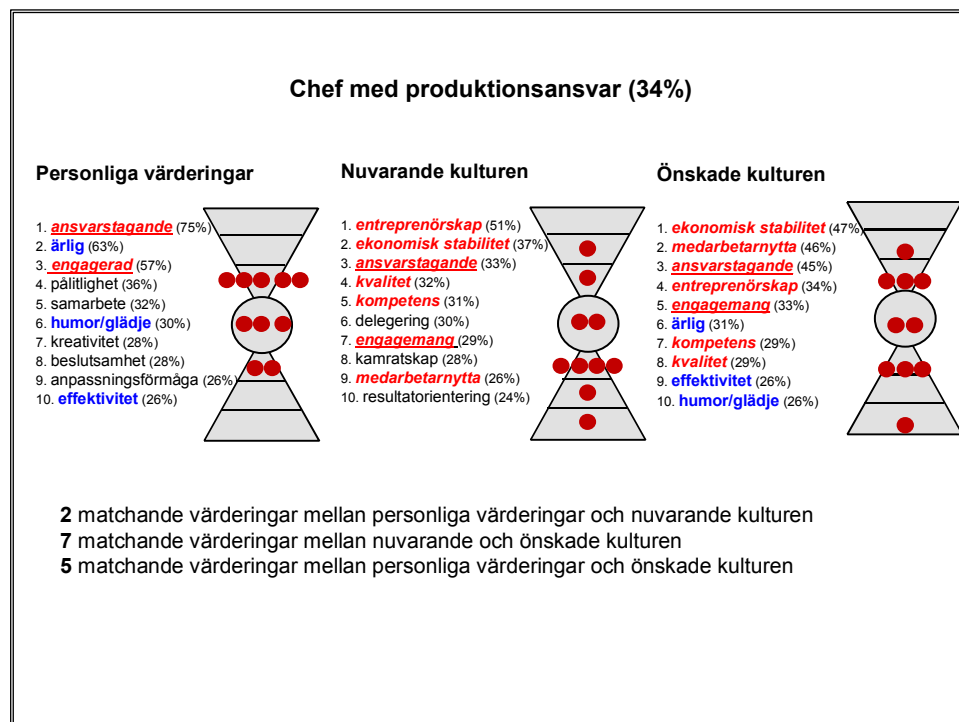 Chef med produktionsansvar (34%)
Personliga värderingar
1. ansvarstagande (75%)
2. ärlig (63%)
3. engagerad (57%)
4. pålitlighet (36%)
5. samarbete (32%)
6. humor/glädje (30%)
7. kreativitet (28%)
8. beslutsamhet (28%)
9. anpassningsförmåga (26%)
10. effektivitet (26%)
Nuvarande kulturen
1. entreprenörskap (51%)
2. ekonomisk stabilitet (37%)
3. ansvarstagande (33%)
4. kvalitet (32%)
5. kompetens (31%)
6. delegering (30%)
7. engagemang (29%)
8. kamratskap (28%)
9. medarbetarnytta (26%)
10. resultatorientering (24%)
Önskade kulturen
1. ekonomisk stabilitet (47%)
2. medarbetarnytta (46%)
3. ansvarstagande (45%)
4. entreprenörskap (34%)
5. engagemang (33%)
6. ärlig (31%)
7. kompetens (29%)
8. kvalitet (29%)
9. effektivitet (26%)
10. humor/glädje (26%)
2 matchande värderingar mellan personliga värderingar och nuvarande kulturen
7 matchande värderingar mellan nuvarande och önskade kulturen
5 matchande värderingar mellan personliga värderingar och önskade kulturen